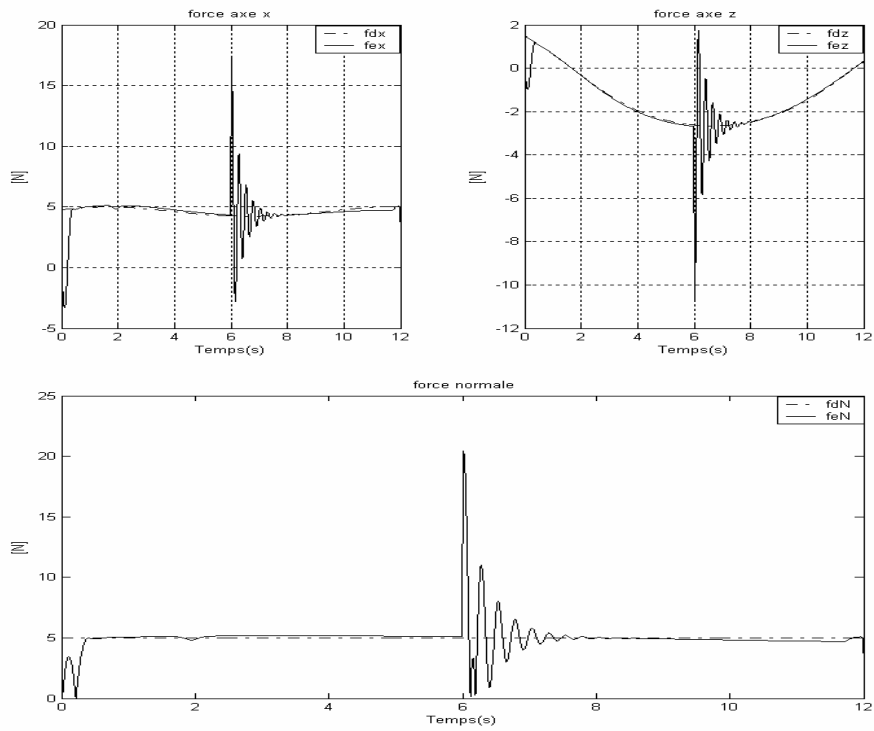 force axe x
20
15
10
5
0
-5
[N]
0 2 4 6 8 10 12
Temps(s)
fdx
fex
force axe z
2
0
-2
-4
-6
-8
-10
-12
[N]
0 2 4 6 8 10 12
Temps(s)
fdz
fez
force normale
25
20
15
10
5
0
[N]
0 2 4 6 8 10 12
Temps(s)
fdN
feN